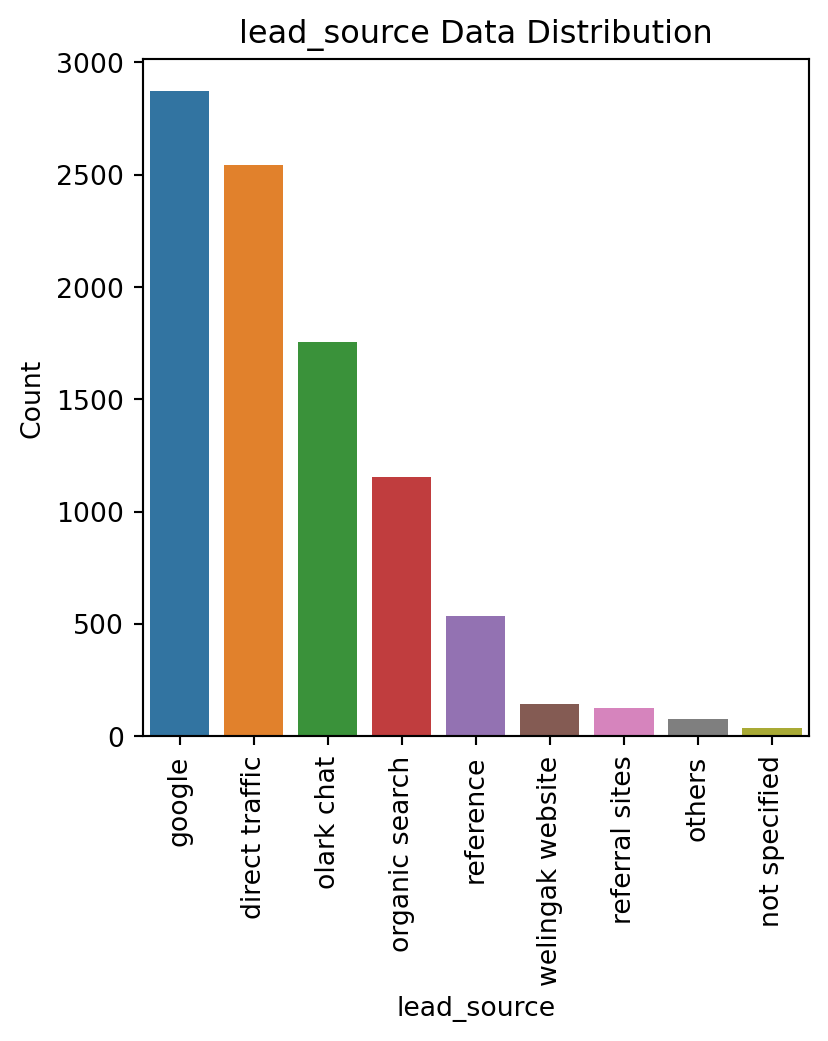 lead_source Data Distribution
3000
2500
2000
1500
1000
500
0
Count
google
direct traffic
olark chat
organic search
reference
welingak website
referral sites
others
not specified
lead_source